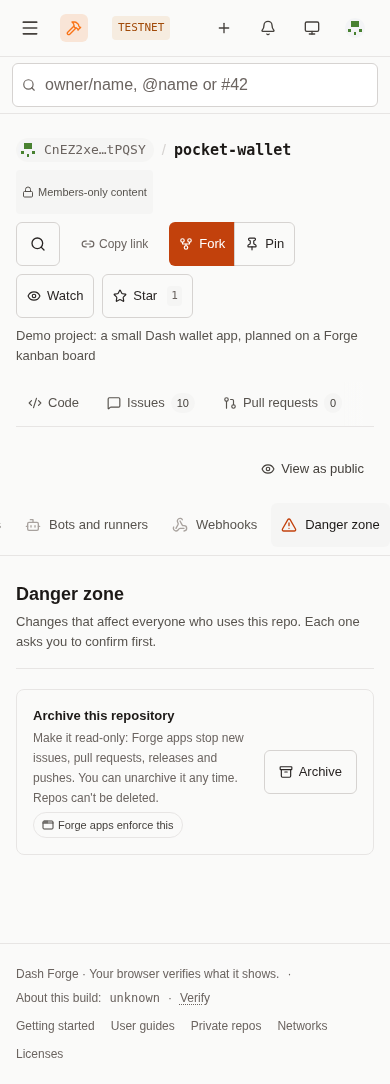 TESTNET
owner/name, @name or #42
CnEZ2xe…tPQSY / pocket-wallet
Members-only content
Copy link Fork Pin
Watch Star 1
Demo project: a small Dash wallet app, planned on a Forge
kanban board
Code Issues 10 Pull requests 0
View as public
Bots and runners Webhooks Danger zone
Danger zone
Changes that affect everyone who uses this repo. Each one
asks you to confirm first.
Archive this repository
Make it read-only: Forge apps stop new
issues, pull requests, releases and
pushes. You can unarchive it any time.
Repos can't be deleted.
Archive
Forge apps enforce this
Dash Forge · Your browser verifies what it shows. ·
About this build: unknown · Verify
Getting started User guides Private repos Networks
Licenses